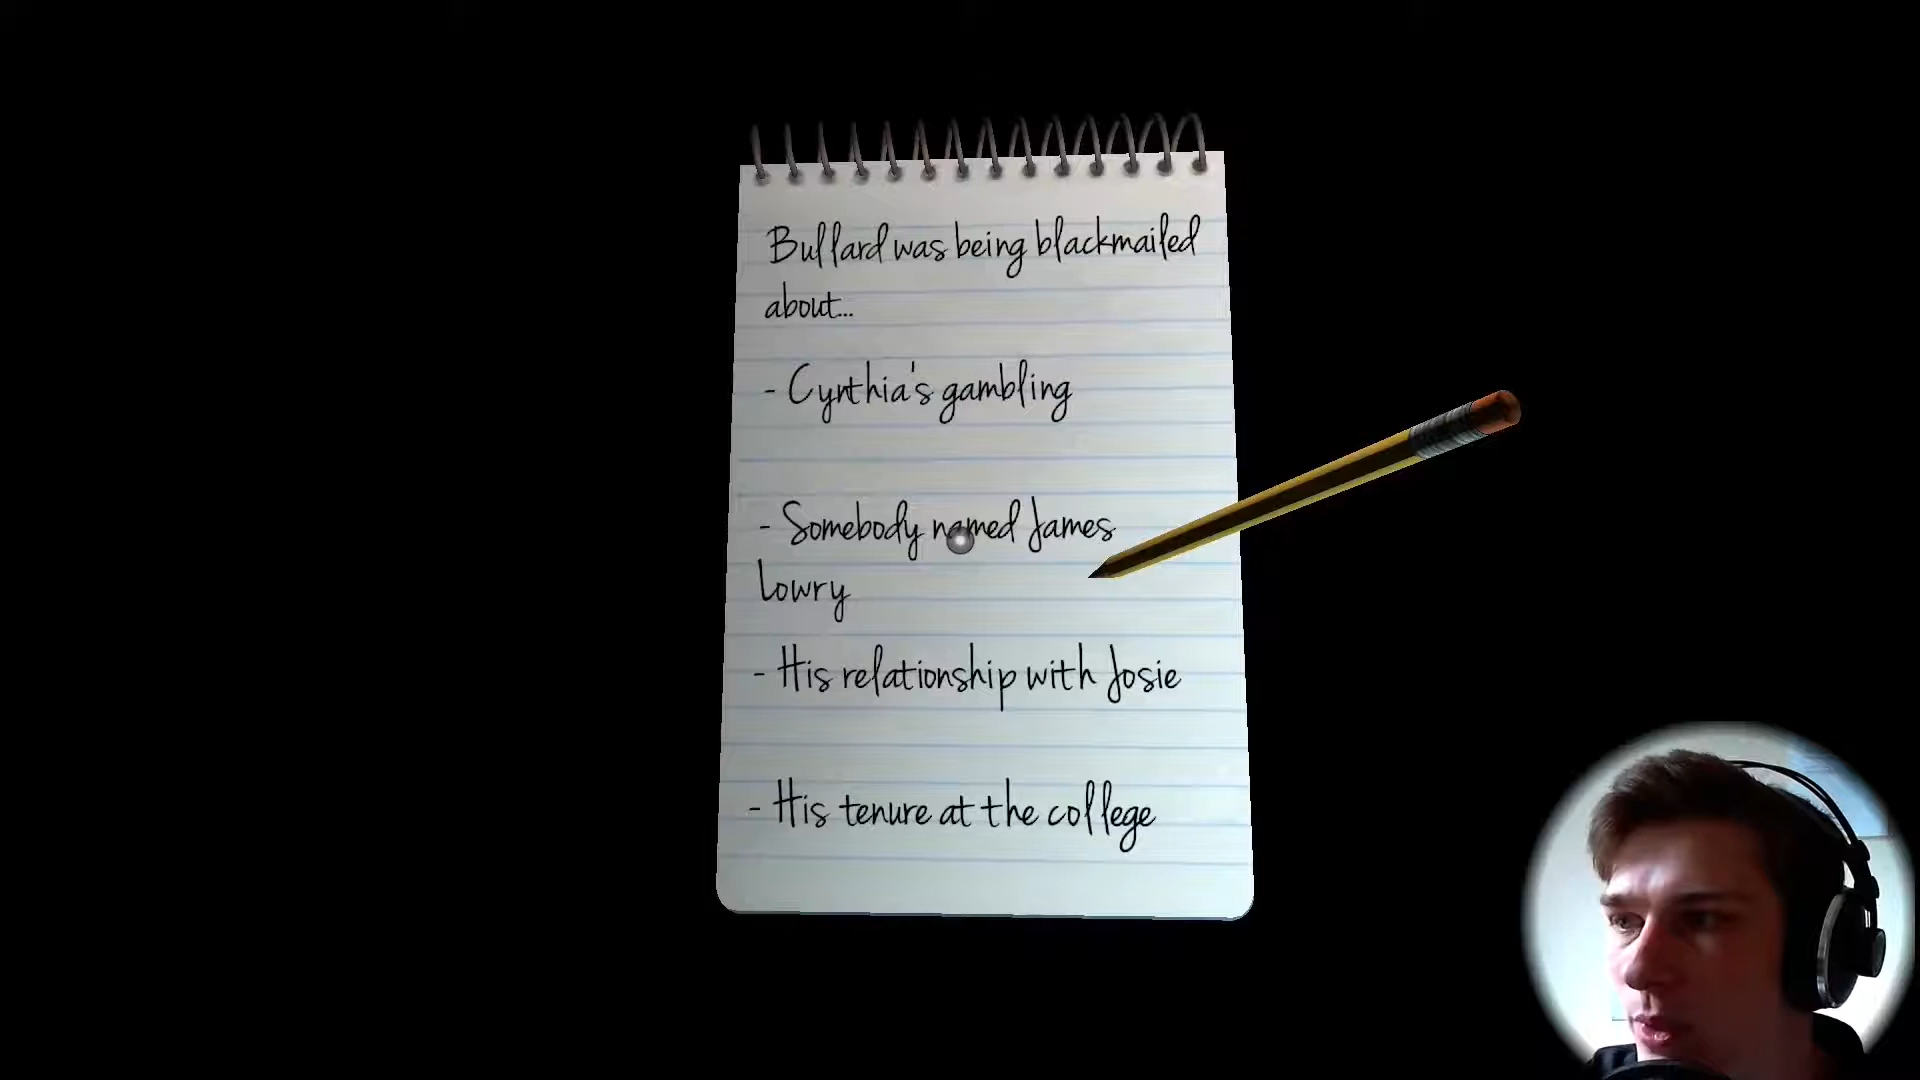 Bullard was being blackmailed
about...
- Cynthia's gambling
- Somebody named James
Lowry
- His relationship with Josie
- His tenure at the college